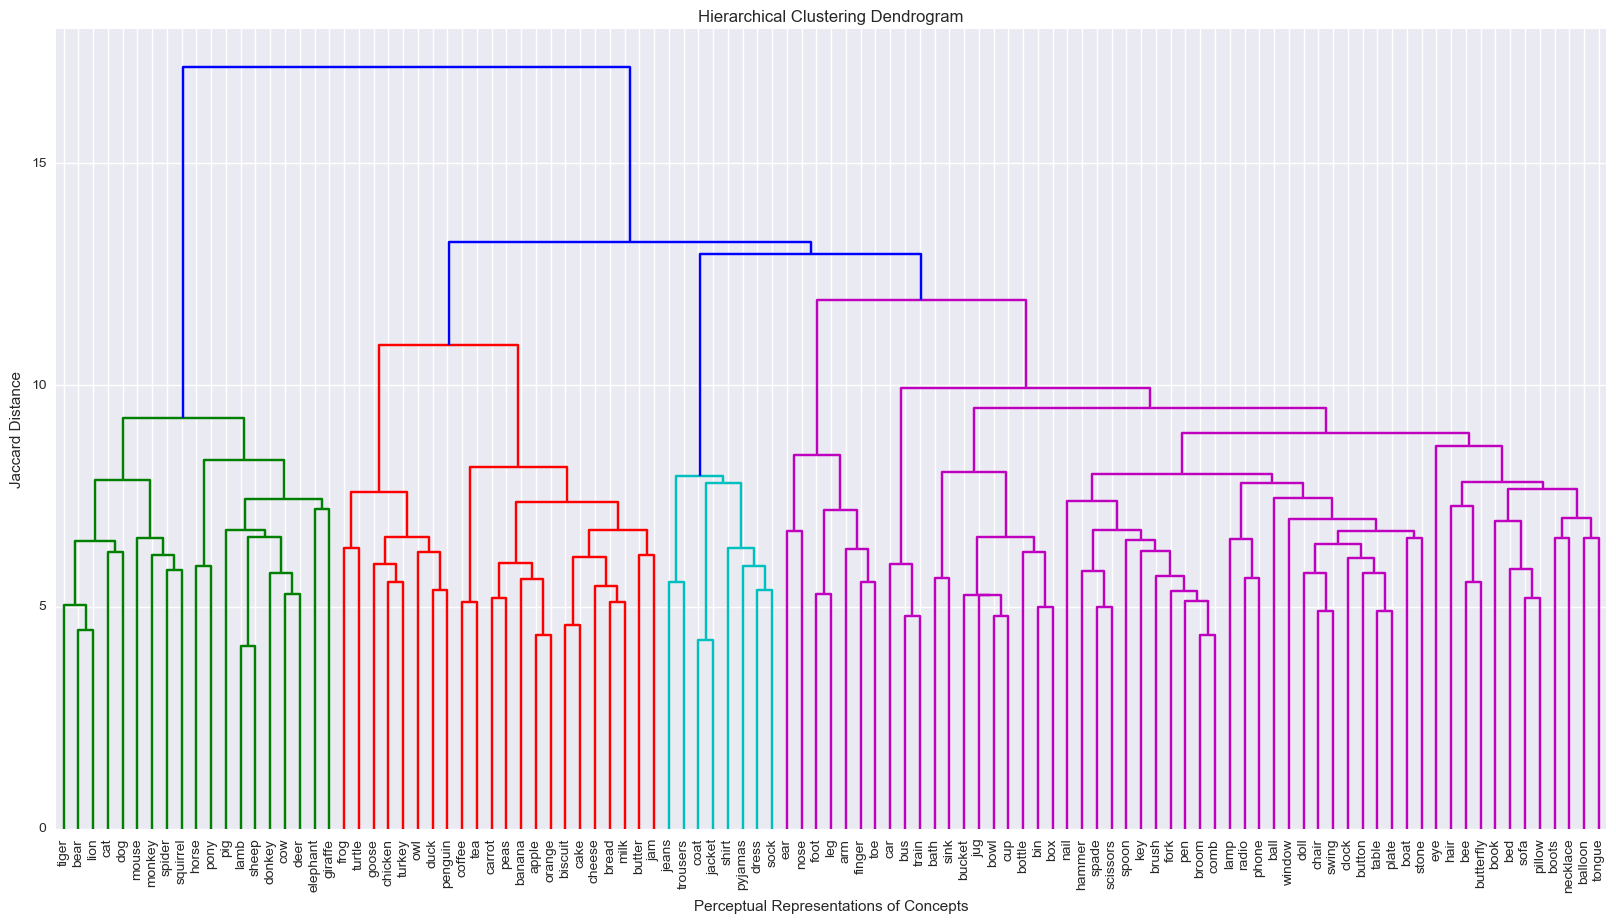 Hierarchical Clustering Dendrogram
15
10
5
0
Jaccard Distance
tiger
bear
lion
cat
dog
mouse
monkey
spider
squirrel
horse
pony
pig
lamb
sheep
donkey
cow
deer
elephant
giraffe
frog
turtle
goose
chicken
turkey
owl
duck
penguin
coffee
tea
carrot
peas
banana
apple
orange
biscuit
cake
cheese
bread
milk
butter
jam
jeans
trousers
coat
jacket
shirt
pyjamas
dress
sock
ear
nose
foot
leg
arm
finger
toe
car
bus
train
bath
sink
bucket
jug
bowl
cup
bottle
bin
box
nail
hammer
spade
scissors
spoon
key
brush
fork
pen
broom
comb
lamp
radio
phone
ball
window
doll
chair
swing
clock
button
table
plate
boat
stone
eye
hair
bee
butterfly
book
bed
sofa
pillow
boots
necklace
balloon
tongue
Perceptual Representations of Concepts